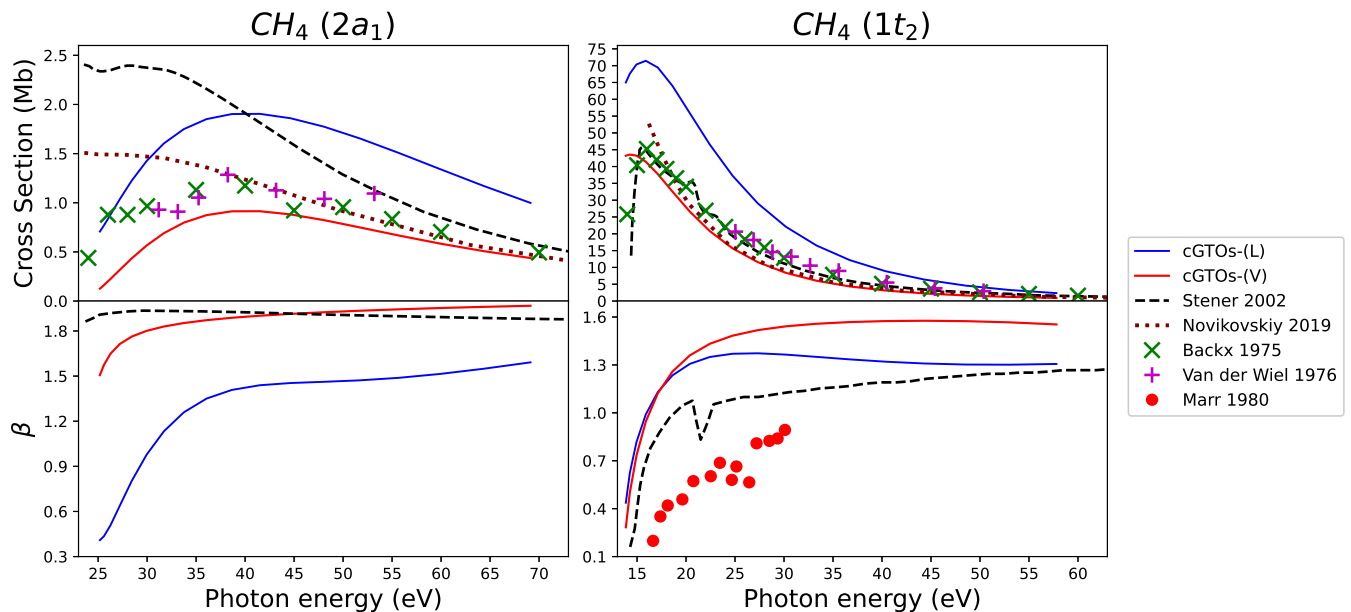 CH4 (2a1)
CH4 (1t2)
Cross Section (Mb)
2.5
2.0
1.5
1.0
0.5
0.0
75
70
65
60
55
50
45
40
35
30
25
20
15
10
5
0
β
1.8
1.5
1.2
0.9
0.6
0.3
1.6
1.3
1.0
0.7
0.4
0.1
25 30 35 40 45 50 55 60 65 70
15 20 25 30 35 40 45 50 55 60
Photon energy (eV)
Photon energy (eV)
cGTOs-(L)
cGTOs-(V)
Stener 2002
Novikovskiy 2019
Backx 1975
Van der Wiel 1976
Marr 1980